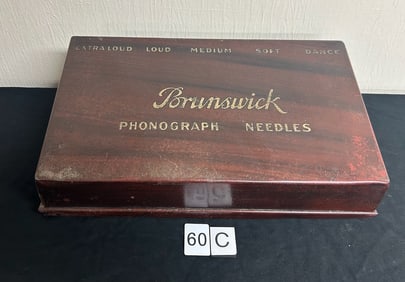 EXTRA LOUD LOUD MEDIUM SOFT DANCE
Brunswick
PHONOGRAPH NEEDLES
60 C